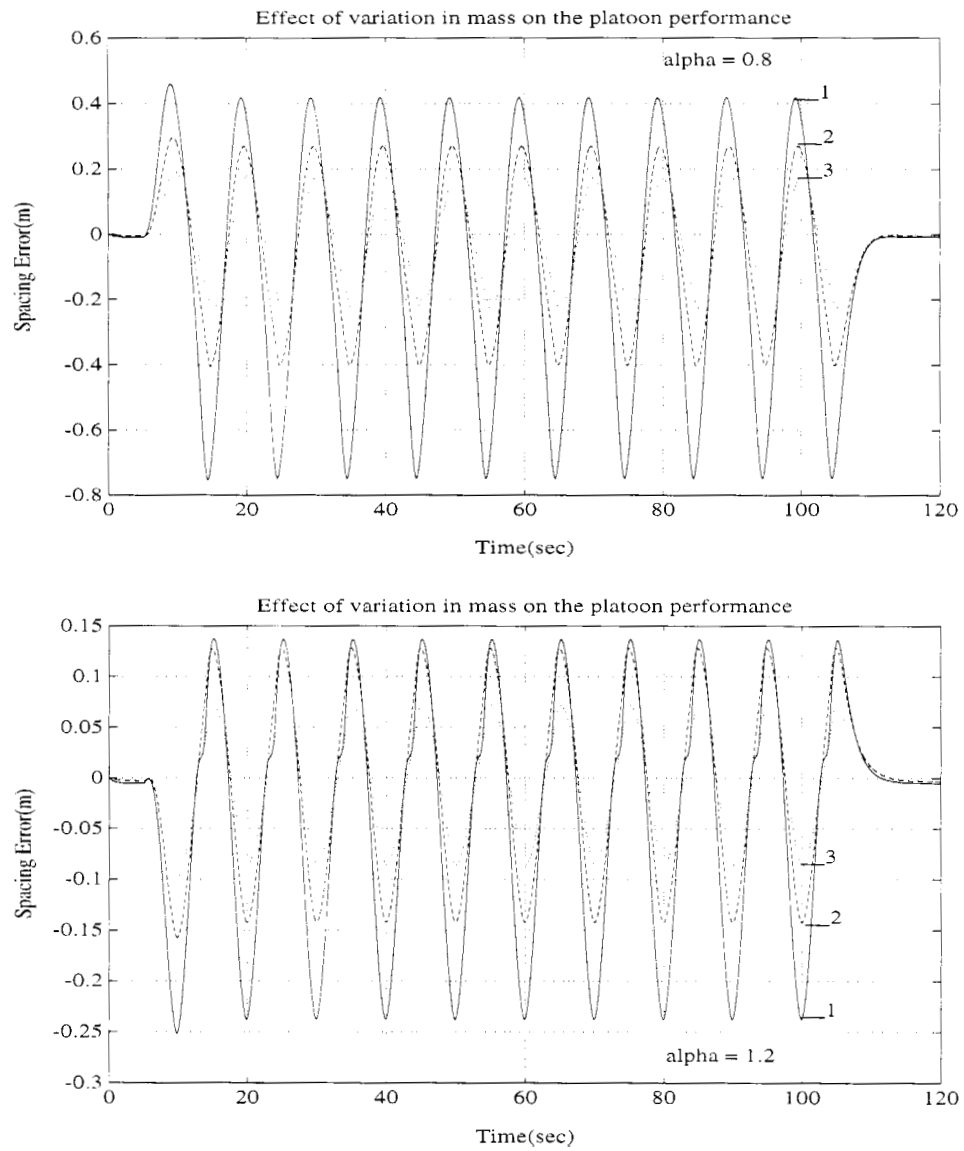 Effect of variation in mass on the platoon performance
0.6
alpha = 0.8
0.4
1
2
0.2
3
0
Spacing Error(m)
-0.2
-0.4
-0.6
-0.8
0 20 40 60 80 100 120
Time(sec)
Effect of variation in mass on the platoon performance
0.15
0.1
0.05
0
Spacing Error(m)
-0.05
3
-0.1
2
-0.15
-0.2
1
-0.25
alpha = 1.2
-0.3
0 20 40 60 80 100 120
Time(sec)